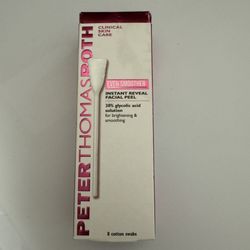 PETERTHOMASROTH
CLINICAL
SKIN
CARE
EVEN SMOOTHER
INSTANT REVEAL
FACIAL PEEL
30% glycolic acid
solution
for brightening &
smoothing
8 cotton swabs